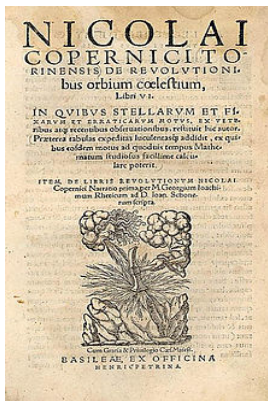 NICOLAI
COPERNICI TO-
RINENSIS DE REVOLVTIONI-
bus orbium cœlestium,
Libri VI.
IN QVIBVS STELLARVM ET FI-
XARVM ET ERRATICARVM MOTVS, EX VETE-
ribus atq; recentibus obseruationibus, restituit hic autor.
Præterea tabulas expeditas luculentasq; addidit, ex qui-
bus eosdem motus ad quoduis tempus Mathe-
matum studiosus facillime calcu-
lare poterit.
ITEM, DE LIBRIS REVOLVTIONVM NICOLAI
Copernici Narratio prima, per M. Georgium Ioachi-
mum Rheticum ad D. Ioan. Schone-
rum scripta.
Cum Gratia & Priuilegio Cæs. Maiest.
BASILEAE, EX OFFICINA
HENRICPETRINA.